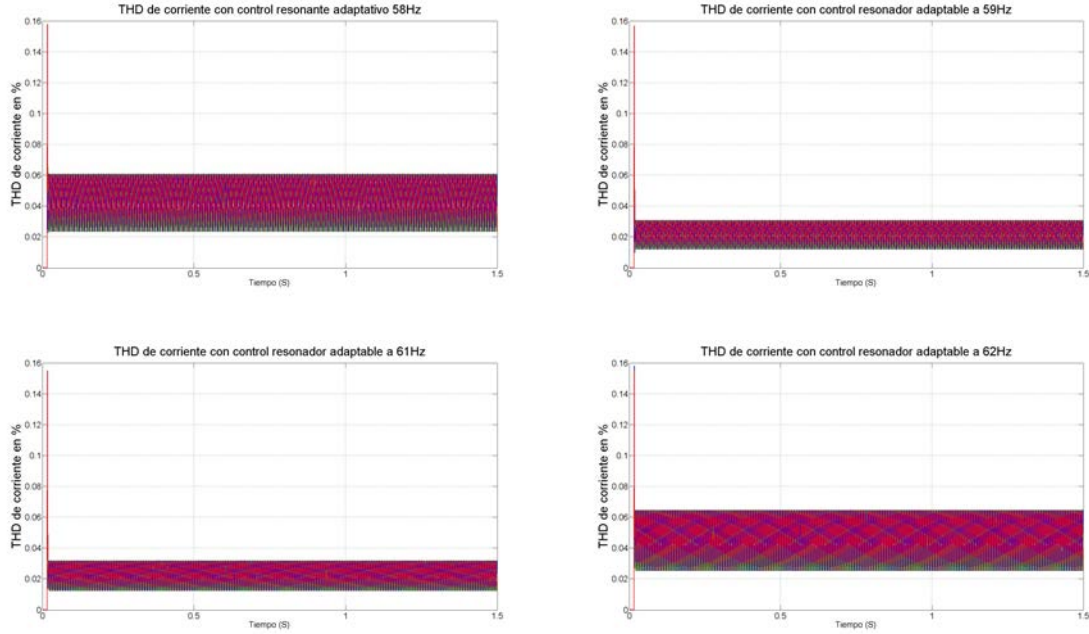 THD de corriente con control resonante adaptativo 58Hz
0.16
0.14
0.12
0.1
0.08
0.06
0.04
0.02
0
THD de corriente en %
0 0.5 1 1.5
Tiempo (S)
THD de corriente con control resonador adaptable a 59Hz
0.16
0.14
0.12
0.1
0.08
0.06
0.04
0.02
0
THD de corriente en %
0 0.5 1 1.5
Tiempo (S)
THD de corriente con control resonador adaptable a 61Hz
0.16
0.14
0.12
0.1
0.08
0.06
0.04
0.02
0
THD de corriente en %
0 0.5 1 1.5
Tiempo (S)
THD de corriente con control resonador adaptable a 62Hz
0.16
0.14
0.12
0.1
0.08
0.06
0.04
0.02
0
THD de corriente en %
0 0.5 1 1.5
Tiempo (S)